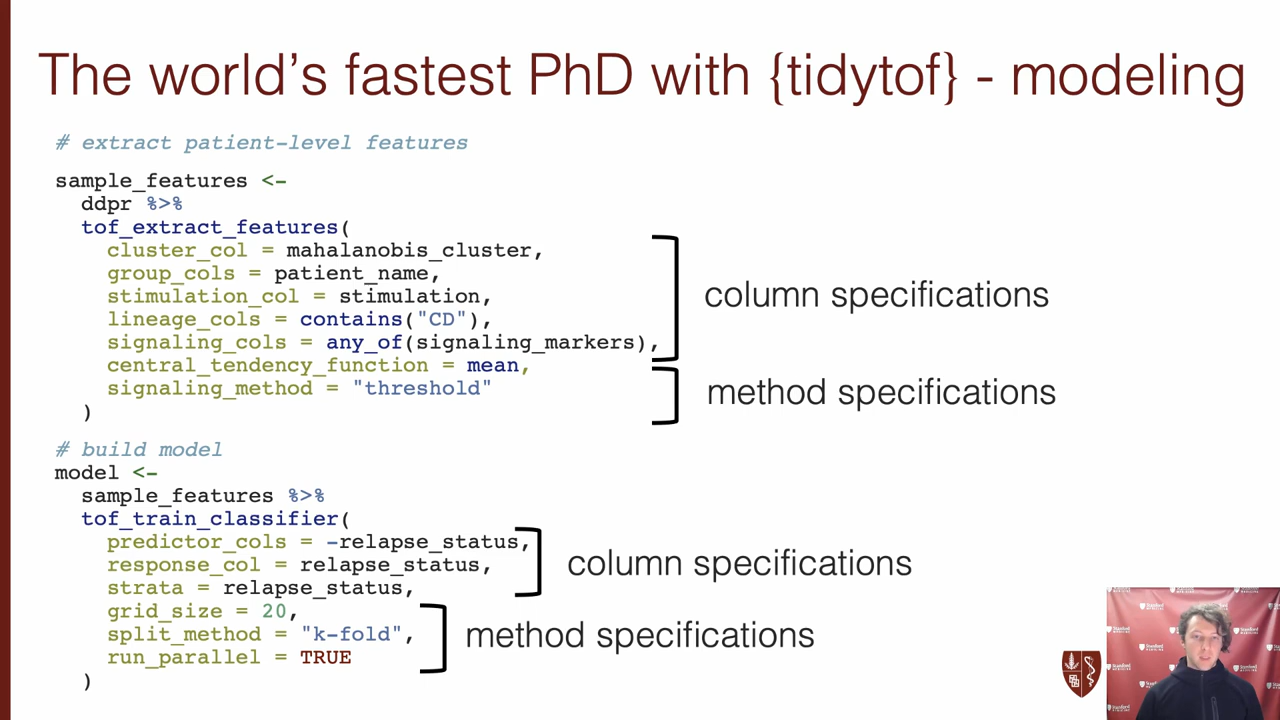 The world's fastest PhD with {tidytof} - modeling
# extract patient-level features
sample_features <-
ddpr %>%
tof_extract_features(
cluster_col = mahalanobis_cluster,
group_cols = patient_name,
stimulation_col = stimulation,
lineage_cols = contains("CD"),
signaling_cols = any_of(signaling_markers),
central_tendency_function = mean,
signaling_method = "threshold"
)
column specifications
method specifications
# build model
model <-
sample_features %>%
tof_train_classifier(
predictor_cols = -relapse_status,
response_col = relapse_status,
strata = relapse_status,
grid_size = 20,
split_method = "k-fold",
run_parallel = TRUE
)
column specifications
method specifications